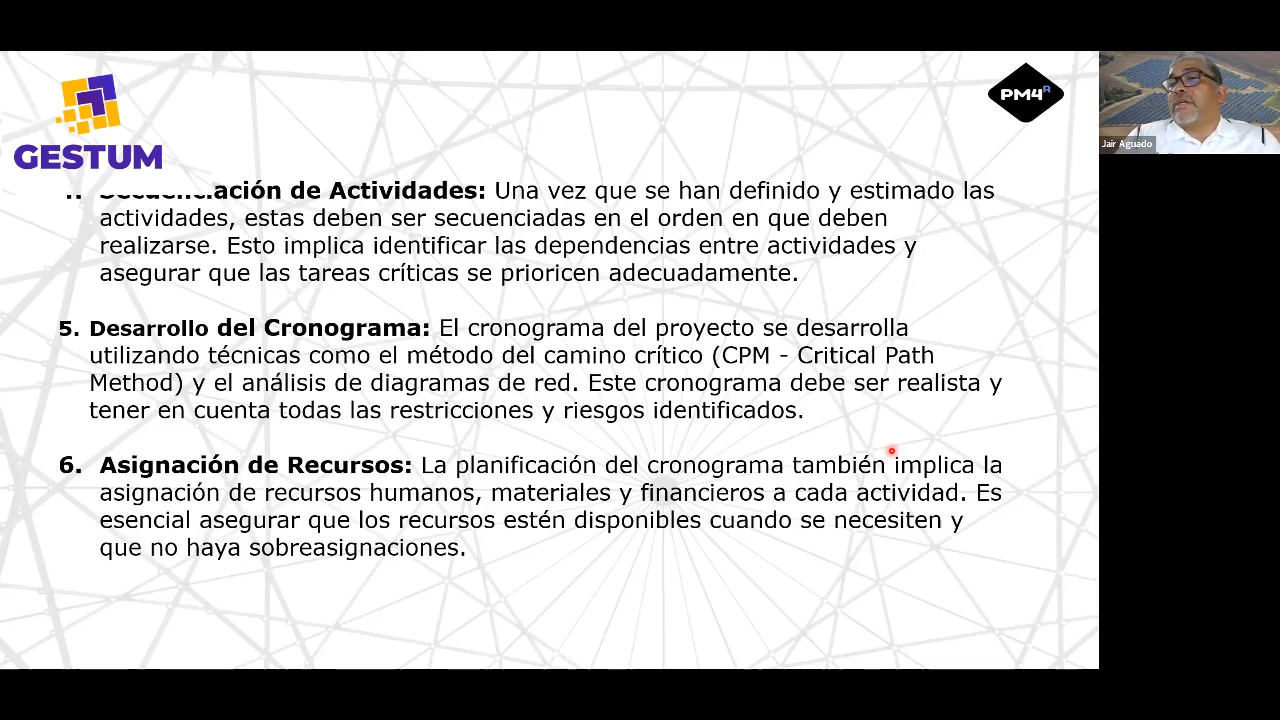 GESTUM
PM4R
Jair Aguado
Secuenciación de Actividades: Una vez que se han definido y estimado las
actividades, estas deben ser secuenciadas en el orden en que deben
realizarse. Esto implica identificar las dependencias entre actividades y
asegurar que las tareas críticas se prioricen adecuadamente.
5. Desarrollo del Cronograma: El cronograma del proyecto se desarrolla
utilizando técnicas como el método del camino crítico (CPM - Critical Path
Method) y el análisis de diagramas de red. Este cronograma debe ser realista y
tener en cuenta todas las restricciones y riesgos identificados.
6. Asignación de Recursos: La planificación del cronograma también implica la
asignación de recursos humanos, materiales y financieros a cada actividad. Es
esencial asegurar que los recursos estén disponibles cuando se necesiten y
que no haya sobreasignaciones.